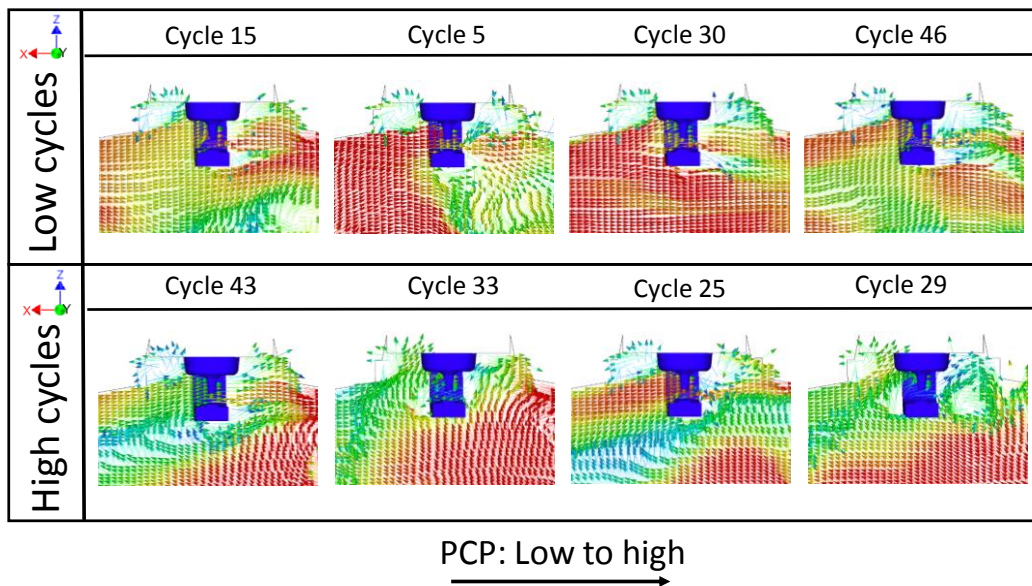 Low cycles
Z
X
Y
Cycle 15
Cycle 5
Cycle 30
Cycle 46
High cycles
Z
X
Y
Cycle 43
Cycle 33
Cycle 25
Cycle 29
PCP: Low to high